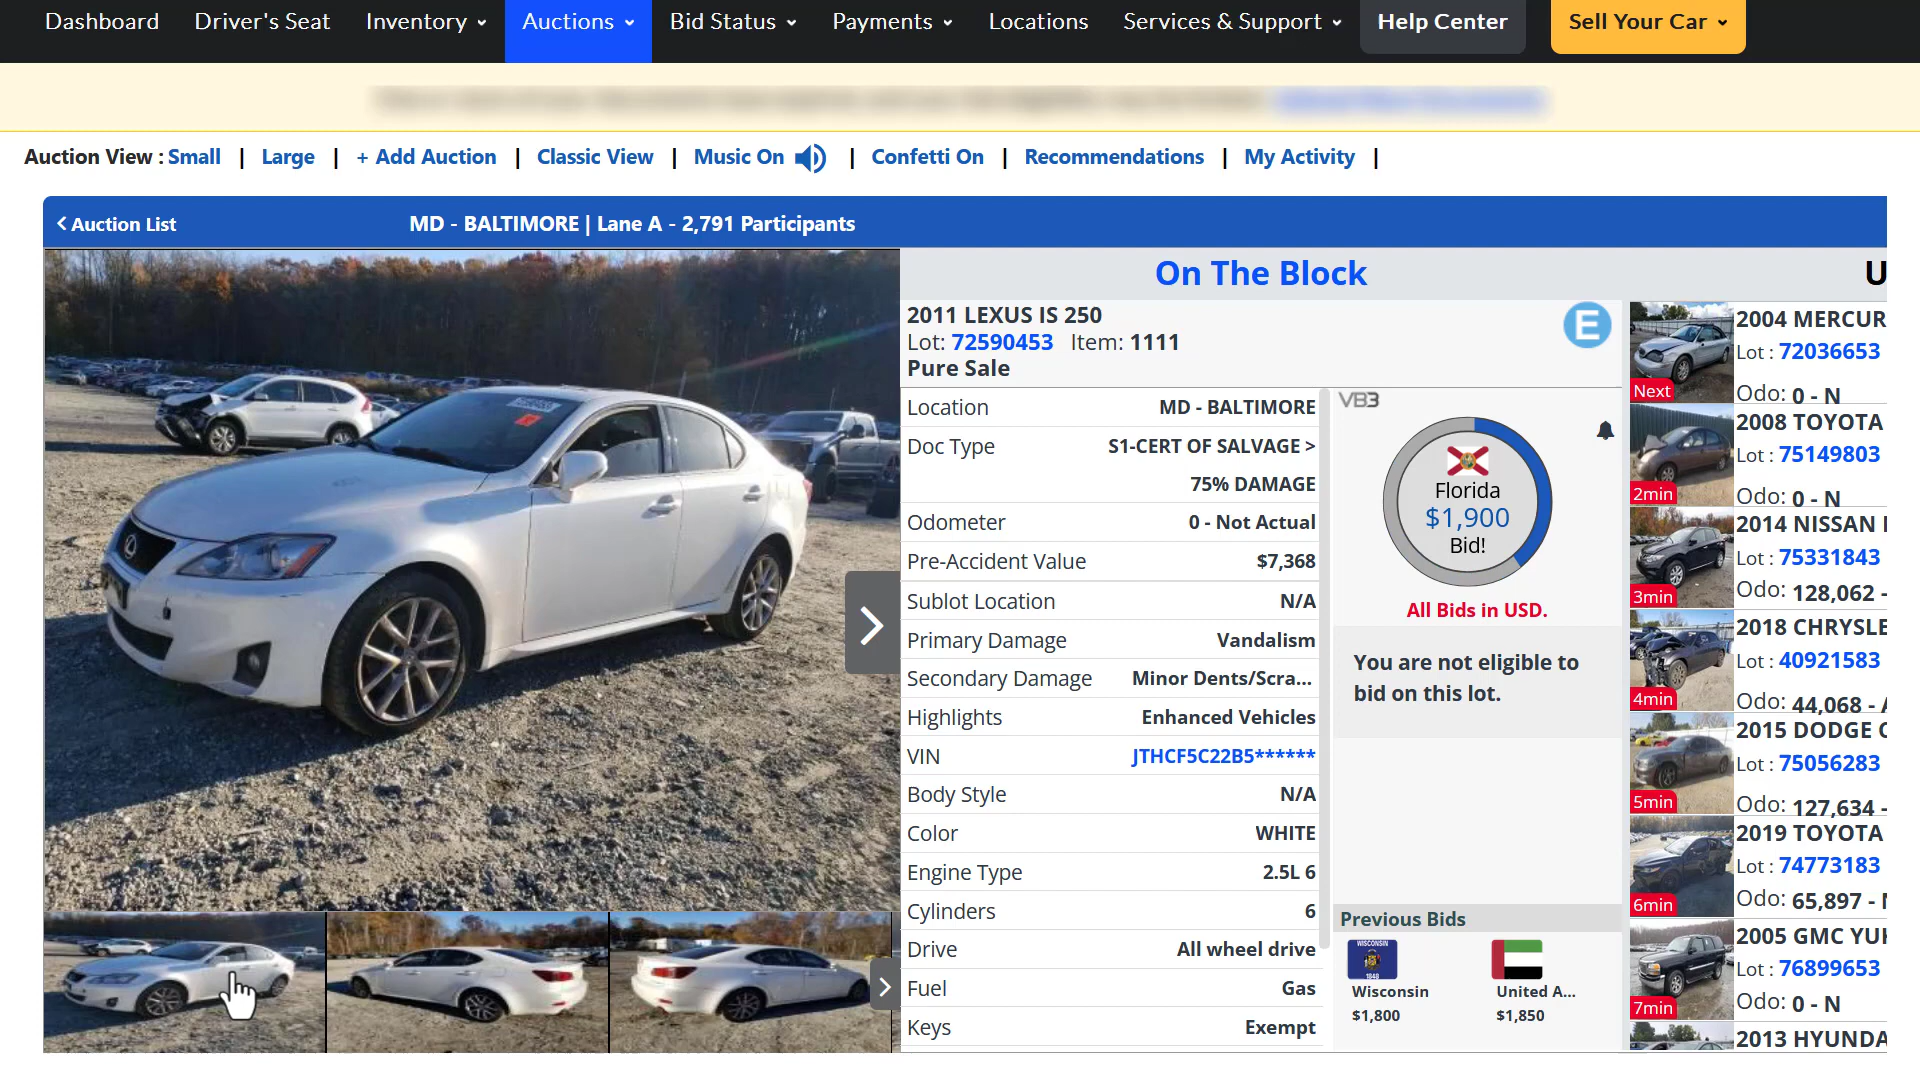 Dashboard
Driver's Seat
Inventory
Auctions
Bid Status
Payments
Locations
Services & Support
Help Center
Sell Your Car
Auction View : Small | Large | + Add Auction | Classic View | Music On | Confetti On | Recommendations | My Activity |
Auction List
MD - BALTIMORE | Lane A - 2,791 Participants
On The Block
U
2011 LEXUS IS 250
Lot: 72590453 Item: 1111
Pure Sale
E
Location MD - BALTIMORE
Doc Type S1-CERT OF SALVAGE >
75% DAMAGE
Odometer 0 - Not Actual
Pre-Accident Value $7,368
Sublot Location N/A
Primary Damage Vandalism
Secondary Damage Minor Dents/Scra...
Highlights Enhanced Vehicles
VIN JTHCF5C22B5******
Body Style N/A
Color WHITE
Engine Type 2.5L 6
Cylinders 6
Drive All wheel drive
Fuel Gas
Keys Exempt
VB3
Florida
$1,900
Bid!
All Bids in USD.
You are not eligible to
bid on this lot.
Previous Bids
WISCONSIN
1848
Wisconsin
$1,800
United A...
$1,850
2004 MERCUR
Lot : 72036653
Next
Odo: 0 - N
2008 TOYOTA
Lot : 75149803
2min
Odo: 0 - N
2014 NISSAN
Lot : 75331843
3min
Odo: 128,062 -
2018 CHRYSLE
Lot : 40921583
4min
Odo: 44,068 - A
2015 DODGE C
Lot : 75056283
5min
Odo: 127,634 -
2019 TOYOTA
Lot : 74773183
6min
Odo: 65,897 - N
2005 GMC YUK
Lot : 76899653
7min
Odo: 0 - N
2013 HYUNDA